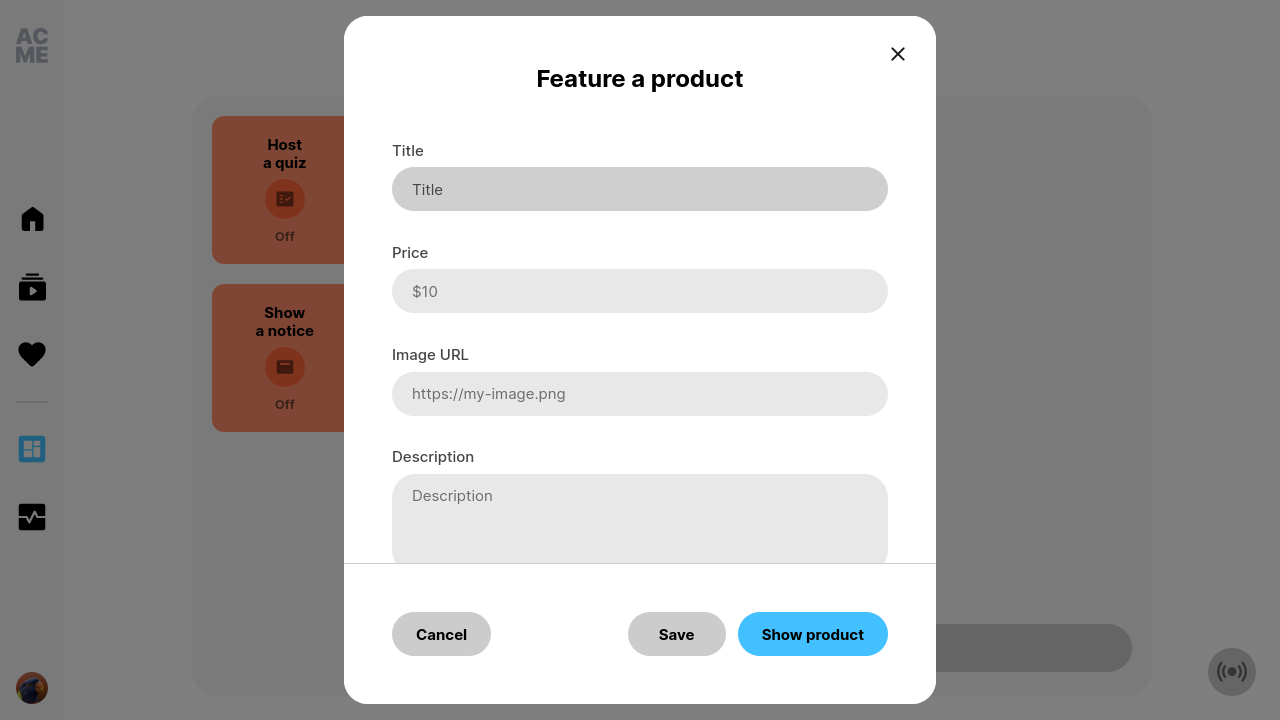 AC
ME
Host
a quiz
Off
Show
a notice
Off
Feature a product
Title
Title
Price
$10
Image URL
https://my-image.png
Description
Description
Cancel
Save
Show product